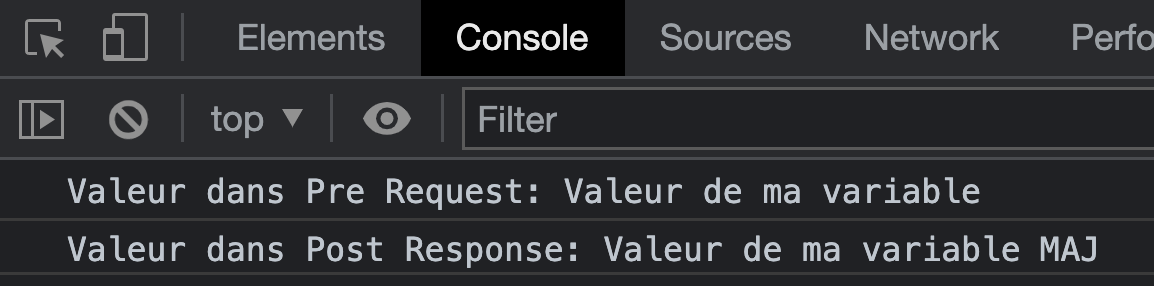 Elements Console Sources Network Perfo
top ▼ Filter
Valeur dans Pre Request: Valeur de ma variable
Valeur dans Post Response: Valeur de ma variable MAJ